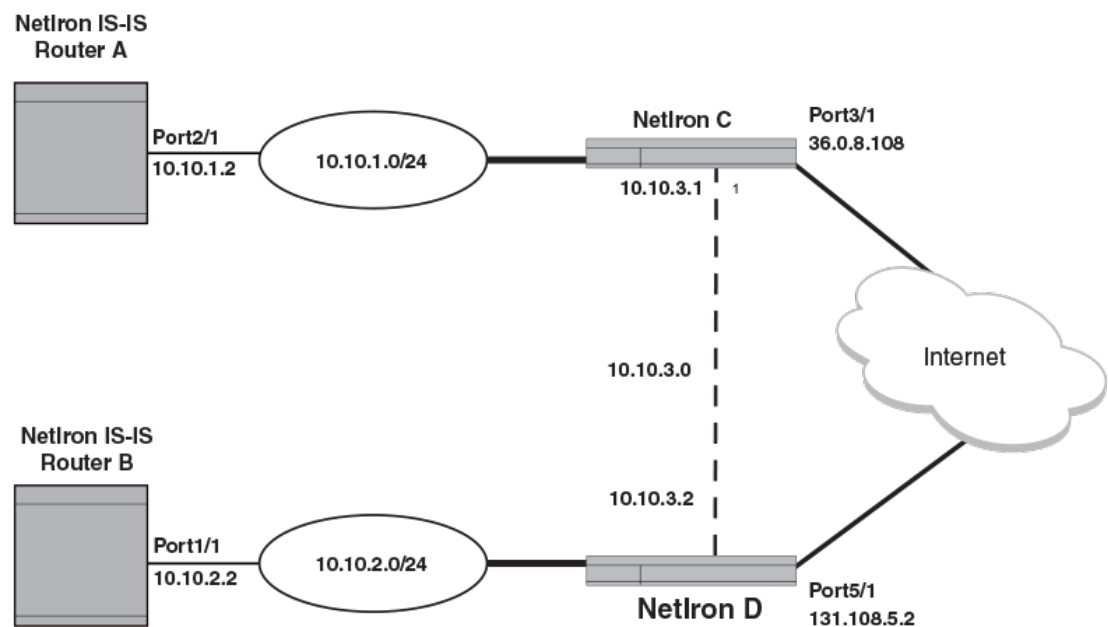 NetIron IS-IS
Router A
Port2/1
10.10.1.2
10.10.1.0/24
NetIron C
Port3/1
36.0.8.108
10.10.3.1
1
Internet
10.10.3.0
NetIron IS-IS
Router B
10.10.3.2
Port1/1
10.10.2.2
10.10.2.0/24
NetIron D
Port5/1
131.108.5.2